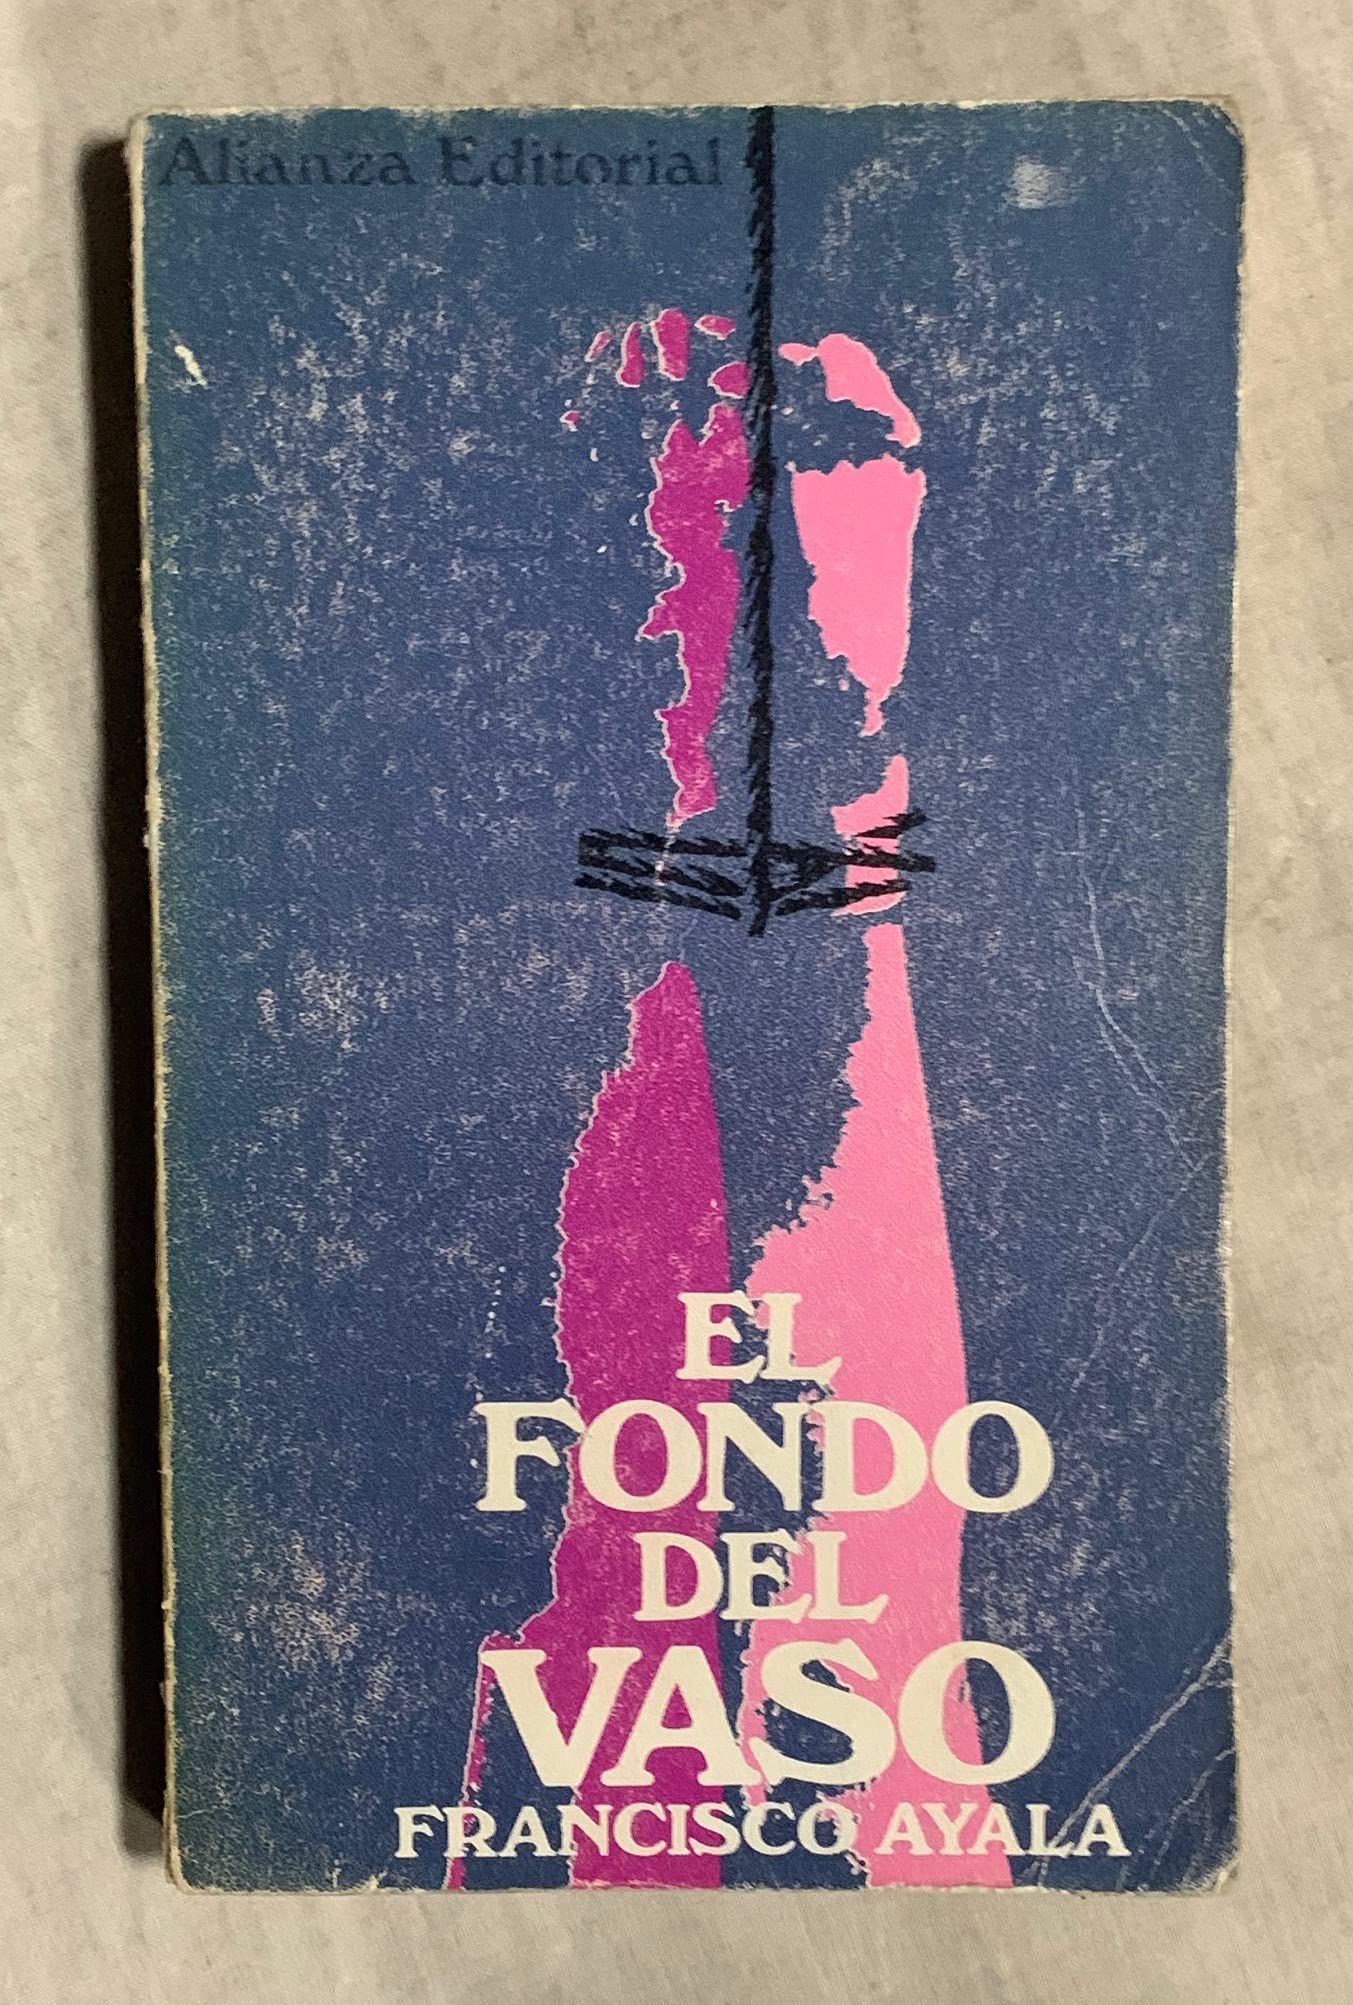 Alianza Editorial
EL
FONDO
DEL
VASO
FRANCISCO AYALA